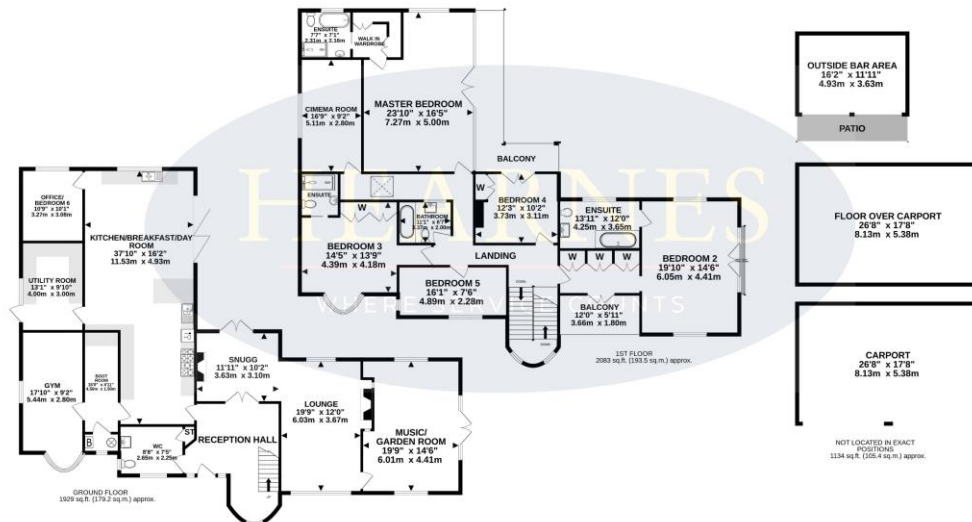 ENSUITE
7'7" x 7'1"
2.31m x 2.16m
WALK IN
WARDROBE
CINEMA ROOM
16'9" x 9'2"
5.11m x 2.80m
MASTER BEDROOM
23'10" x 16'5"
7.27m x 5.00m
BALCONY
ENSUITE
W
BATHROOM
W
BEDROOM 4
12'3" x 10'2"
3.73m x 3.11m
ENSUITE
13'11" x 12'0"
4.25m x 3.65m
BEDROOM 3
14'5" x 13'9"
4.39m x 4.18m
LANDING
W
W
W
BEDROOM 2
19'10" x 14'6"
6.05m x 4.41m
BEDROOM 5
16'1" x 7'6"
4.89m x 2.28m
DOWN
DOWN
BALCONY
12'0" x 5'11"
3.66m x 1.80m
1ST FLOOR
2083 sq.ft. (193.5 sq.m.) approx.
HEARNES
WHERE SERVICE COUNTS
OFFICE/
BEDROOM 6
10'9" x 10'1"
3.27m x 3.08m
KITCHEN/BREAKFAST/DAY
ROOM
37'10" x 16'2"
11.53m x 4.93m
UTILITY ROOM
13'1" x 9'10"
4.00m x 3.00m
GYM
17'10" x 9'2"
5.44m x 2.80m
BOOT
ROOM
B
WC
8'8" x 7'5"
2.65m x 2.25m
ST
SNUGG
11'11" x 10'2"
3.63m x 3.10m
RECEPTION HALL
UP
LOUNGE
19'9" x 12'0"
6.03m x 3.67m
MUSIC/
GARDEN ROOM
19'9" x 14'6"
6.01m x 4.41m
GROUND FLOOR
1929 sq.ft. (179.2 sq.m.) approx.
OUTSIDE BAR AREA
16'2" x 11'11"
4.93m x 3.63m
PATIO
FLOOR OVER CARPORT
26'8" x 17'8"
8.13m x 5.38m
CARPORT
26'8" x 17'8"
8.13m x 5.38m
NOT LOCATED IN EXACT
POSITIONS
1134 sq.ft. (105.4 sq.m.) approx.